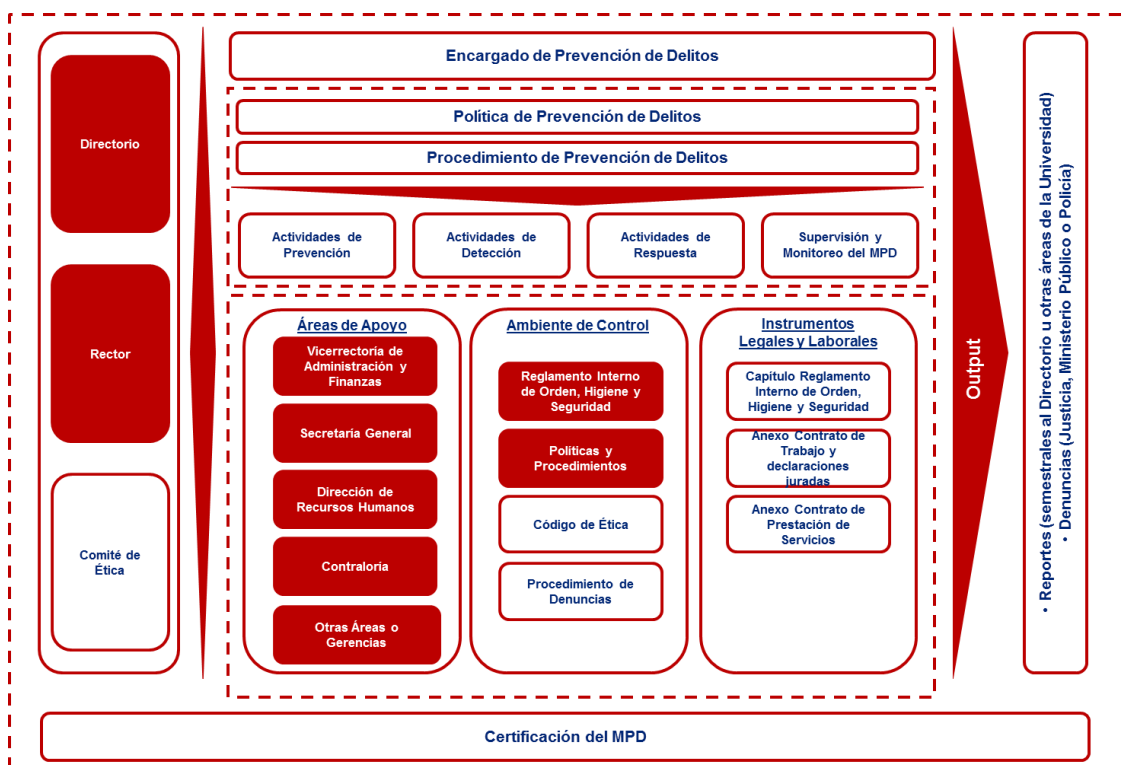 Directorio
Rector
Comité de
Ética
Encargado de Prevención de Delitos
Política de Prevención de Delitos
Procedimiento de Prevención de Delitos
Actividades de
Prevención
Actividades de
Detección
Actividades de
Respuesta
Supervisión y
Monitoreo del MPD
Áreas de Apoyo
Vicerrectoría de
Administración y
Finanzas
Secretaría General
Dirección de
Recursos Humanos
Contraloría
Otras Áreas o
Gerencias
Ambiente de Control
Reglamento Interno
de Orden, Higiene y
Seguridad
Políticas y
Procedimientos
Código de Ética
Procedimiento de
Denuncias
Instrumentos
Legales y Laborales
Capítulo Reglamento
Interno de Orden,
Higiene y Seguridad
Anexo Contrato de
Trabajo y
declaraciones
juradas
Anexo Contrato de
Prestación de
Servicios
Output
• Reportes (semestrales al Directorio u otras áreas de la Universidad)
• Denuncias (Justicia, Ministerio Público o Policía)
Certificación del MPD